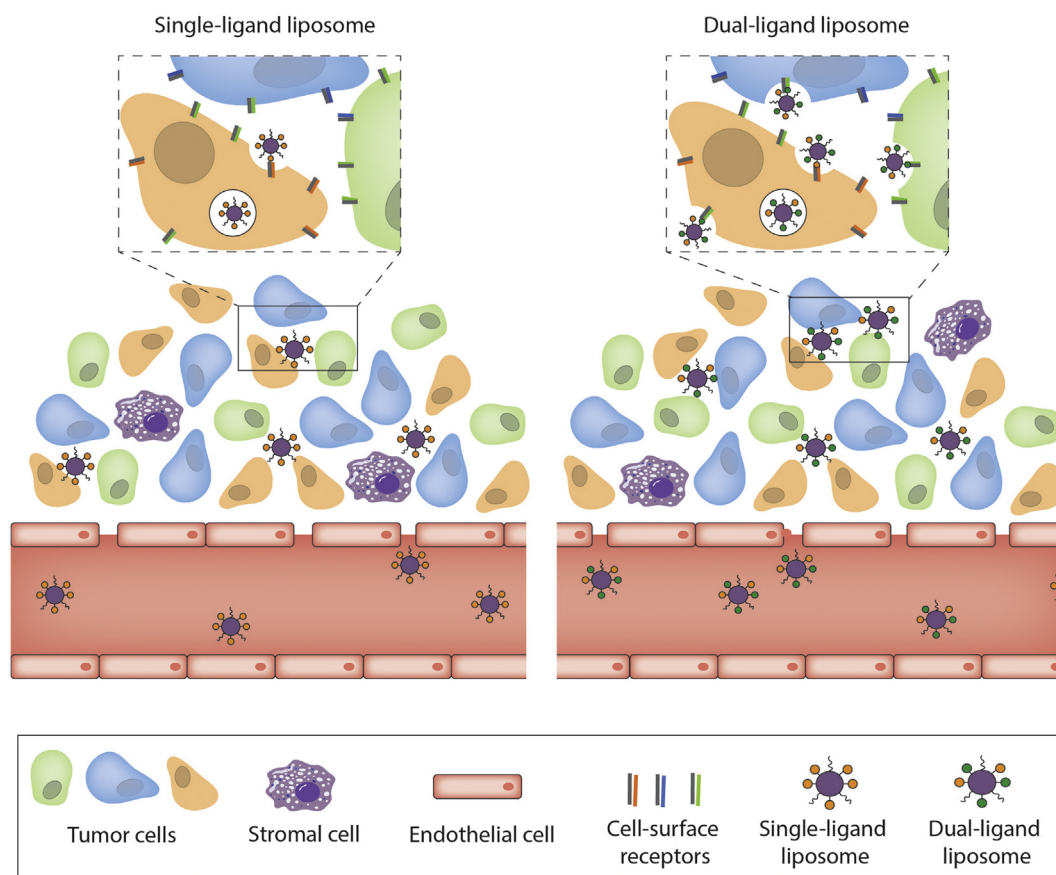 Single-ligand liposome
Dual-ligand liposome
Tumor cells
Stromal cell
Endothelial cell
Cell-surface
receptors
Single-ligand
liposome
Dual-ligand
liposome